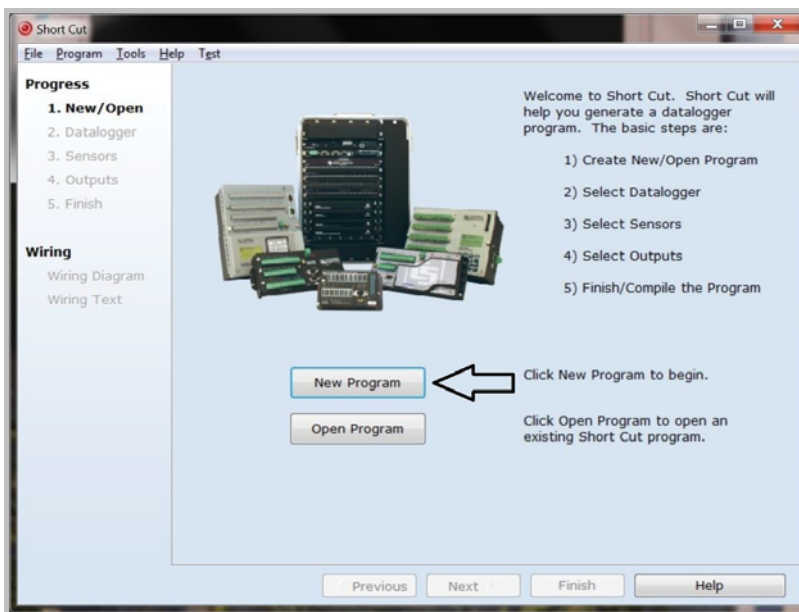 Short Cut
File Program Tools Help Test
Progress
1. New/Open
2. Datalogger
3. Sensors
4. Outputs
5. Finish
Wiring
Wiring Diagram
Wiring Text
Welcome to Short Cut. Short Cut will
help you generate a datalogger
program. The basic steps are:
1) Create New/Open Program
2) Select Datalogger
3) Select Sensors
4) Select Outputs
5) Finish/Compile the Program
New Program
Click New Program to begin.
Open Program
Click Open Program to open an
existing Short Cut program.
Previous Next Finish Help